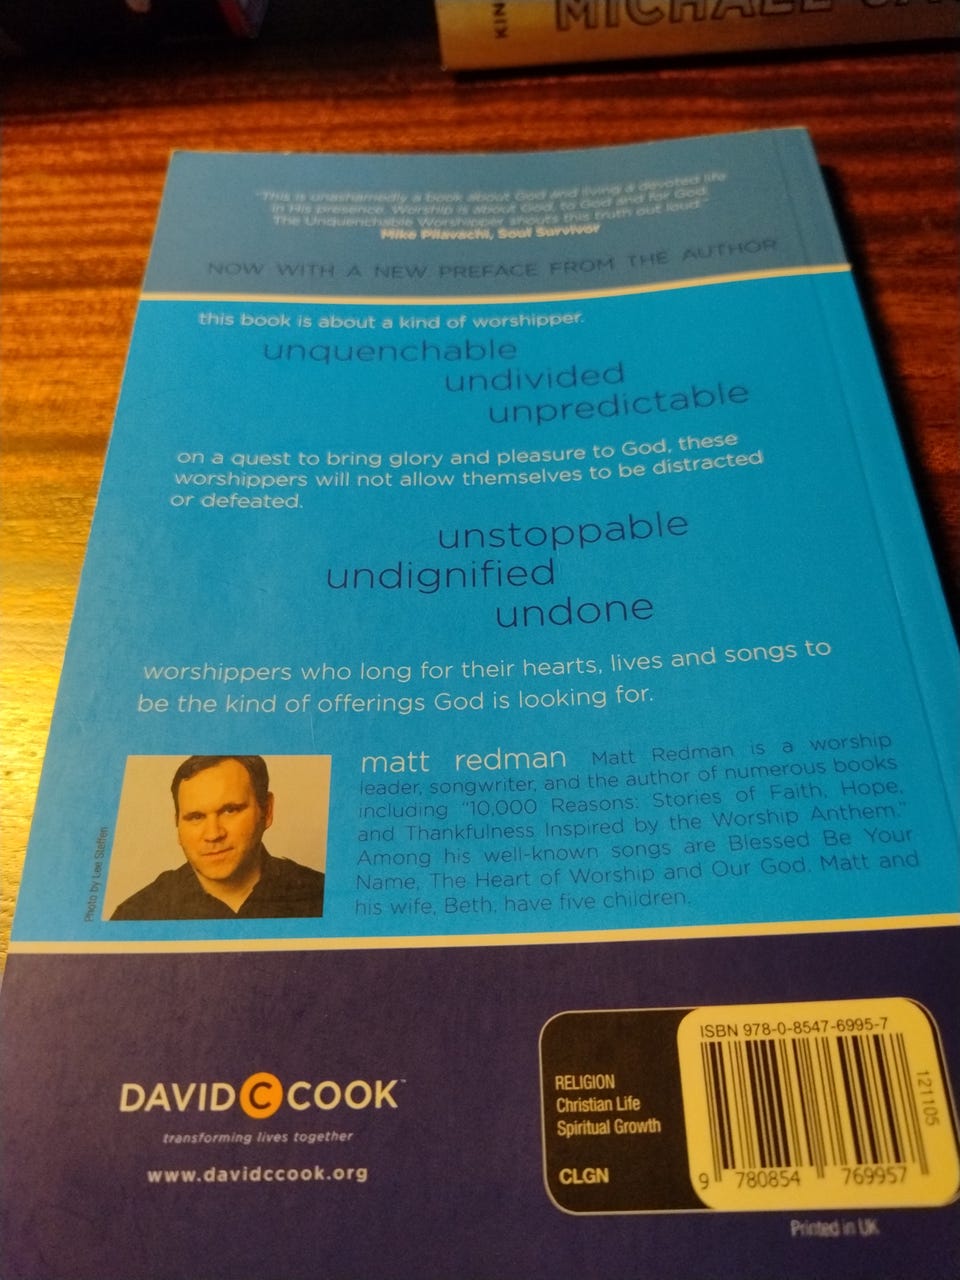 KIN
MICHAEL
"This is unashamedly a book about God and living a devoted life
in His presence. Worship is about God, to God and for God.
The Unquenchable Worshipper shouts this truth out loud"
Mike Pilavachi, Soul Survivor
NOW WITH A NEW PREFACE FROM THE AUTHOR
this book is about a kind of worshipper.
unquenchable
undivided
unpredictable
on a quest to bring glory and pleasure to God, these
worshippers will not allow themselves to be distracted
or defeated.
unstoppable
undignified
undone
worshippers who long for their hearts, lives and songs to
be the kind of offerings God is looking for.
matt redman Matt Redman is a worship
leader, songwriter, and the author of numerous books
including "10,000 Reasons: Stories of Faith, Hope,
and Thankfulness Inspired by the Worship Anthem."
Among his well-known songs are Blessed Be Your
Name, The Heart of Worship and Our God. Matt and
his wife, Beth, have five children.
Photo by Lee Steffen
DAVID C COOK™
transforming lives together
www.davidccook.org
RELIGION
Christian Life
Spiritual Growth
CLGN
ISBN 978-0-8547-6995-7
121105
9 780854 769957
Printed in UK